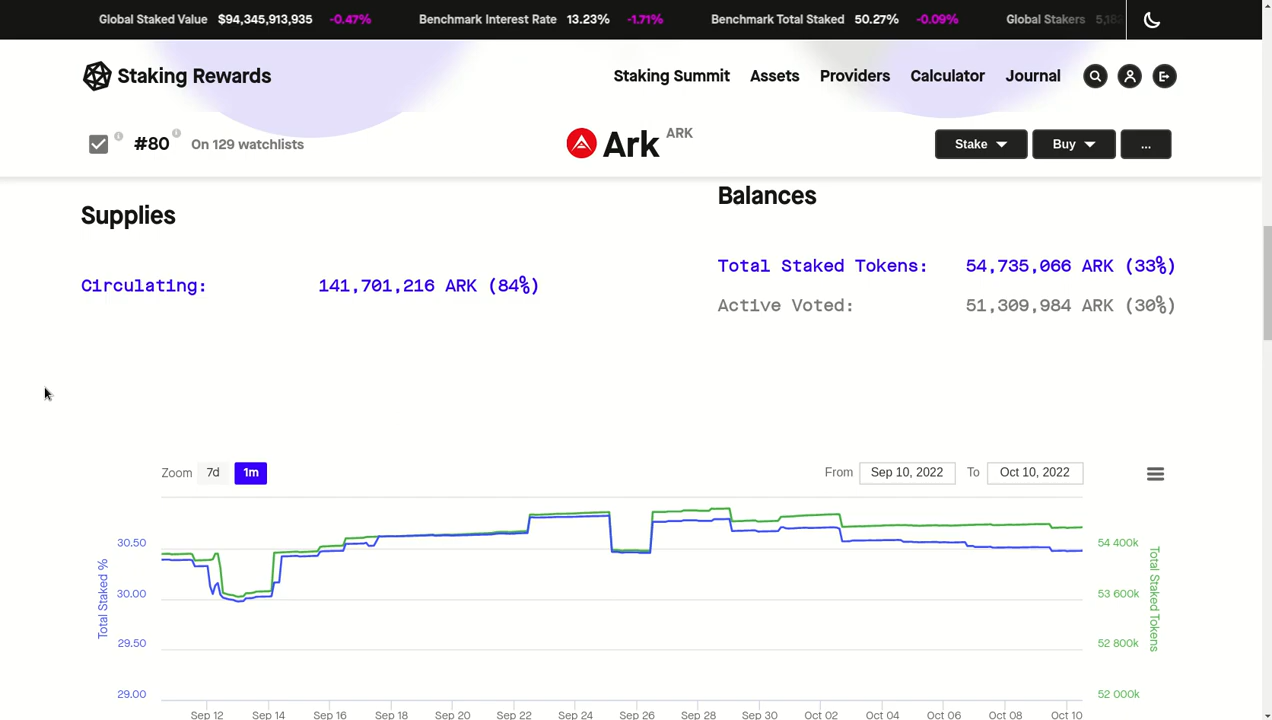 Global Staked Value $94,345,913,935 -0.47% Benchmark Interest Rate 13.23% -1.71% Benchmark Total Staked 50.27% -0.09% Global Stakers
Staking Rewards Staking Summit Assets Providers Calculator Journal
#80 On 129 watchlists Ark ARK Stake Buy ...
Supplies
Circulating: 141,701,216 ARK (84%)
Balances
Total Staked Tokens: 54,735,066 ARK (33%)
Active Voted: 51,309,984 ARK (30%)
Zoom 7d 1m From Sep 10, 2022 To Oct 10, 2022
Total Staked %
30.50
30.00
29.50
29.00
54 400k
53 600k
52 800k
52 000k
Total Staked Tokens
Sep 12 Sep 14 Sep 16 Sep 18 Sep 20 Sep 22 Sep 24 Sep 26 Sep 28 Sep 30 Oct 02 Oct 04 Oct 06 Oct 08 Oct 10